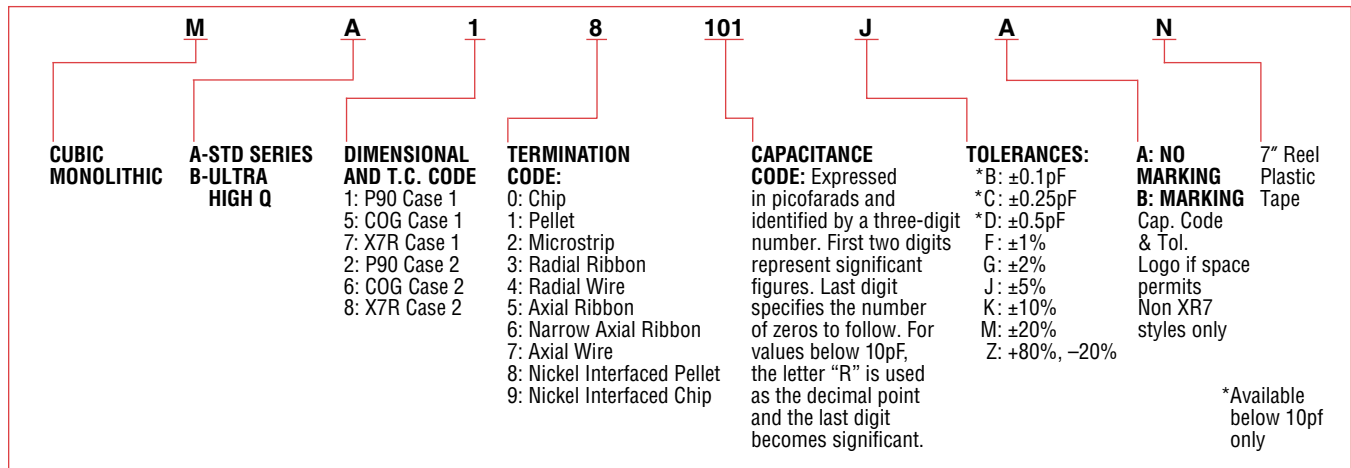 M A 1 8 101 J A N
CUBIC
MONOLITHIC
A-STD SERIES
B-ULTRA
HIGH Q
DIMENSIONAL
AND T.C. CODE
1: P90 Case 1
5: COG Case 1
7: X7R Case 1
2: P90 Case 2
6: COG Case 2
8: X7R Case 2
TERMINATION
CODE:
0: Chip
1: Pellet
2: Microstrip
3: Radial Ribbon
4: Radial Wire
5: Axial Ribbon
6: Narrow Axial Ribbon
7: Axial Wire
8: Nickel Interfaced Pellet
9: Nickel Interfaced Chip
CAPACITANCE
CODE: Expressed
in picofarads and
identified by a three-digit
number. First two digits
represent significant
figures. Last digit
specifies the number
of zeros to follow. For
values below 10pF,
the letter “R” is used
as the decimal point
and the last digit
becomes significant.
TOLERANCES:
*B: ±0.1pF
*C: ±0.25pF
*D: ±0.5pF
F: ±1%
G: ±2%
J: ±5%
K: ±10%
M: ±20%
Z: +80%, –20%
A: NO
MARKING
B: MARKING
Cap. Code
& Tol.
Logo if space
permits
Non XR7
styles only
7″ Reel
Plastic
Tape
*Available
below 10pf
only